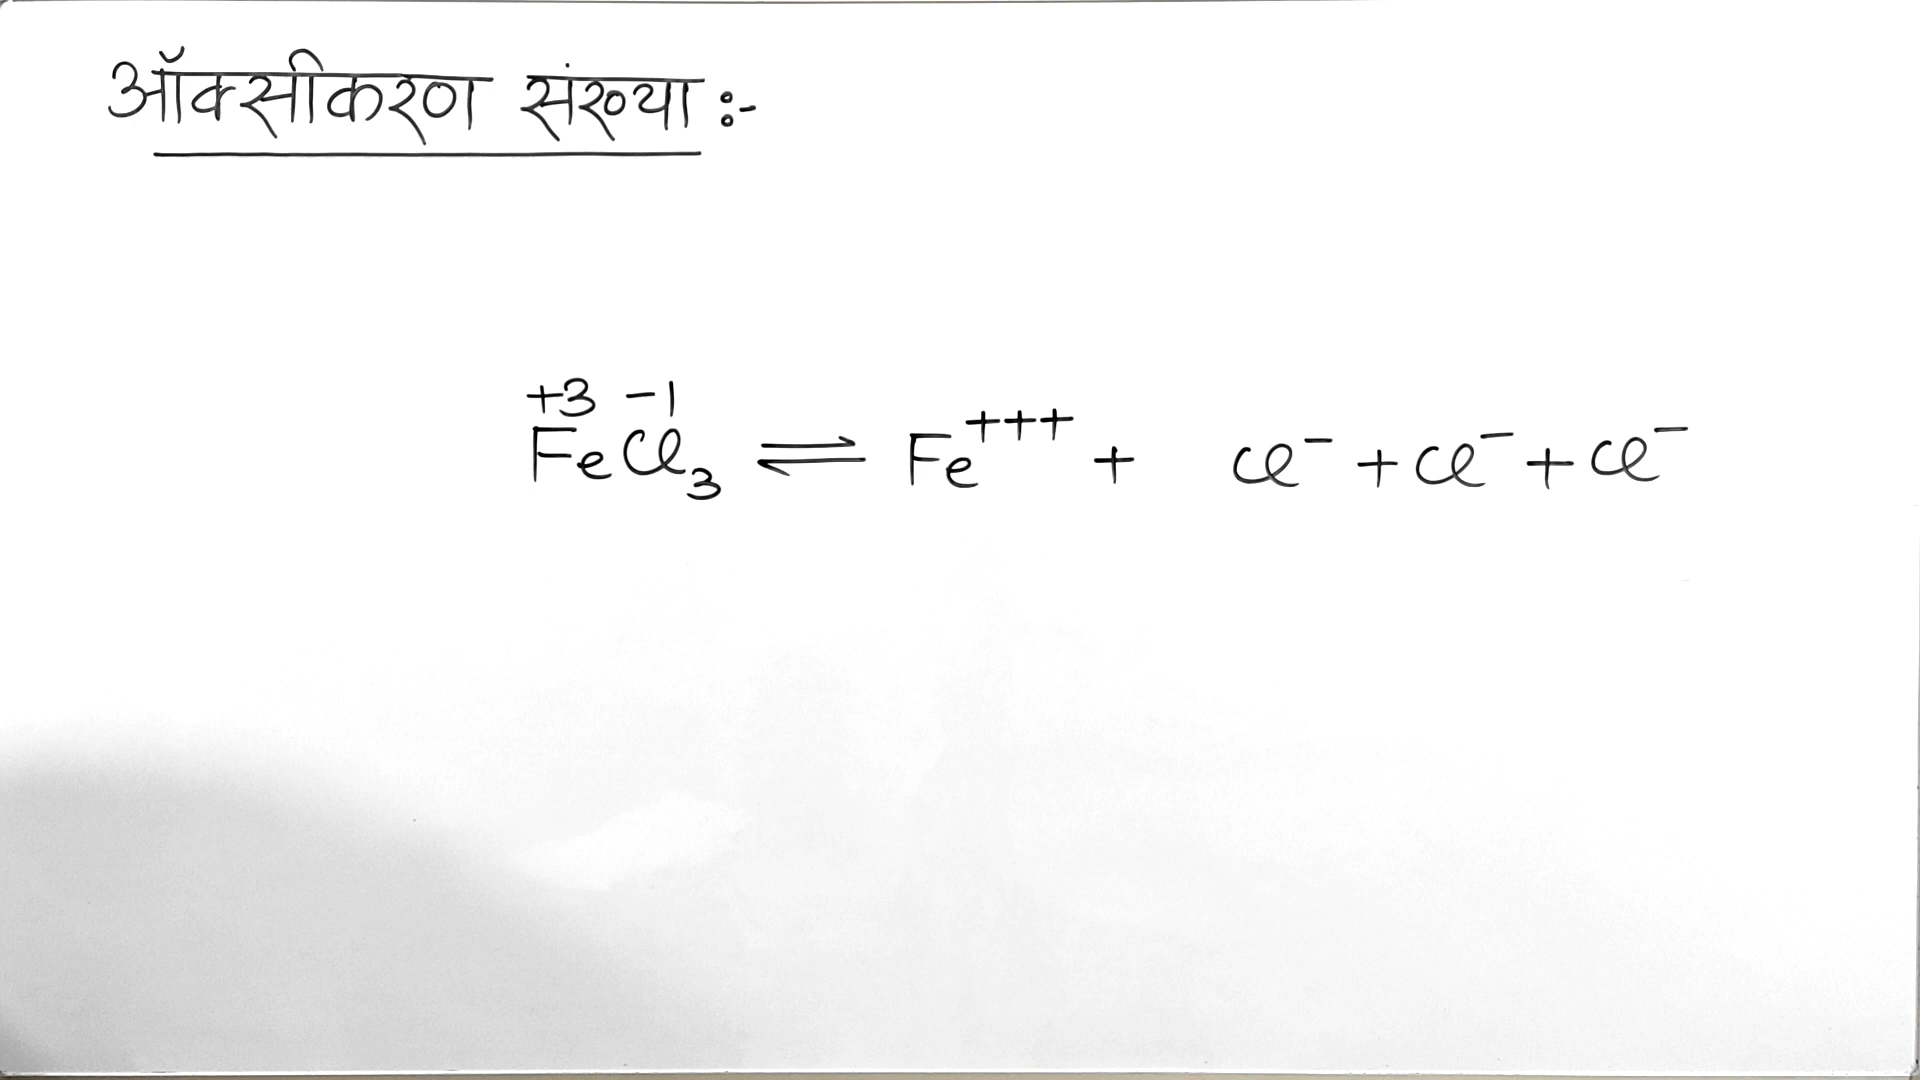 ऑक्सीकरण संख्या :-
+3 -1
FeCl₃ ⇌ Fe⁺⁺⁺ + Cl⁻ + Cl⁻ + Cl⁻